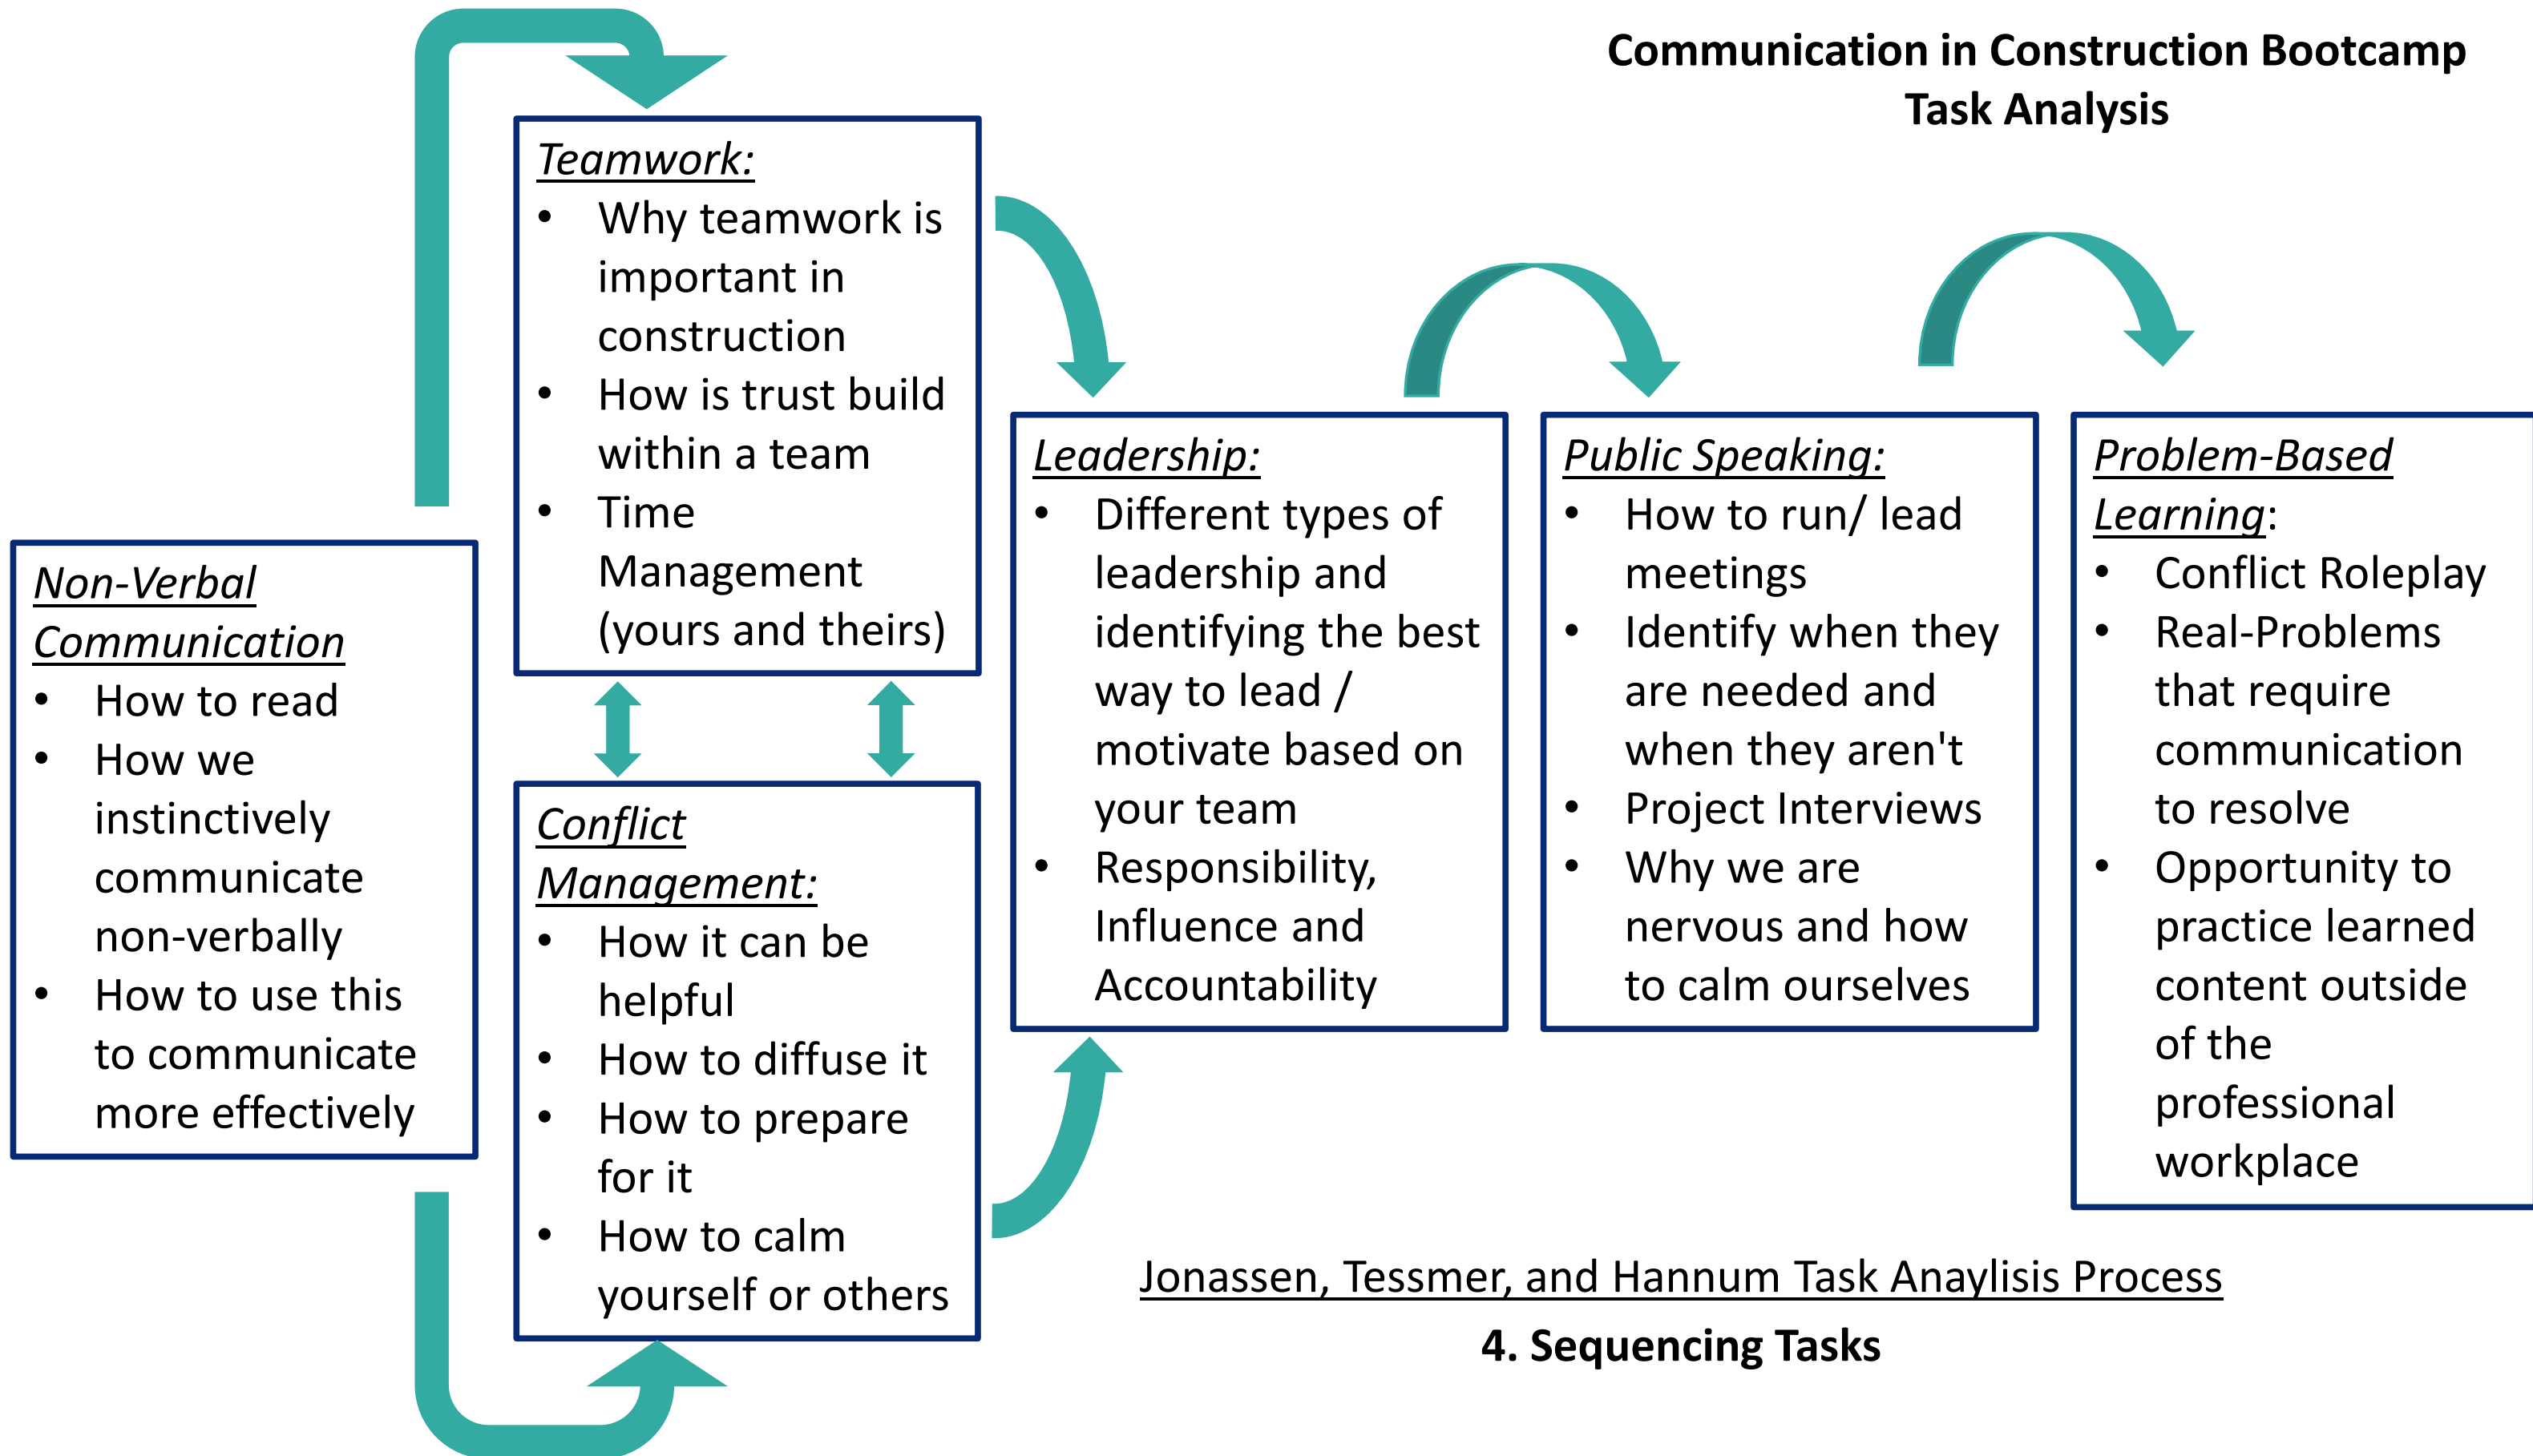 Communication in Construction Bootcamp
Task Analysis
Non-Verbal
Communication
• How to read
• How we
instinctively
communicate
non-verbally
• How to use this
to communicate
more effectively
Teamwork:
• Why teamwork is
important in
construction
• How is trust build
within a team
• Time
Management
(yours and theirs)
Conflict
Management:
• How it can be
helpful
• How to diffuse it
• How to prepare
for it
• How to calm
yourself or others
Leadership:
• Different types of
leadership and
identifying the best
way to lead /
motivate based on
your team
• Responsibility,
Influence and
Accountability
Public Speaking:
• How to run/ lead
meetings
• Identify when they
are needed and
when they aren't
• Project Interviews
• Why we are
nervous and how
to calm ourselves
Problem-Based
Learning:
• Conflict Roleplay
• Real-Problems
that require
communication
to resolve
• Opportunity to
practice learned
content outside
of the
professional
workplace
Jonassen, Tessmer, and Hannum Task Anaylisis Process
4. Sequencing Tasks